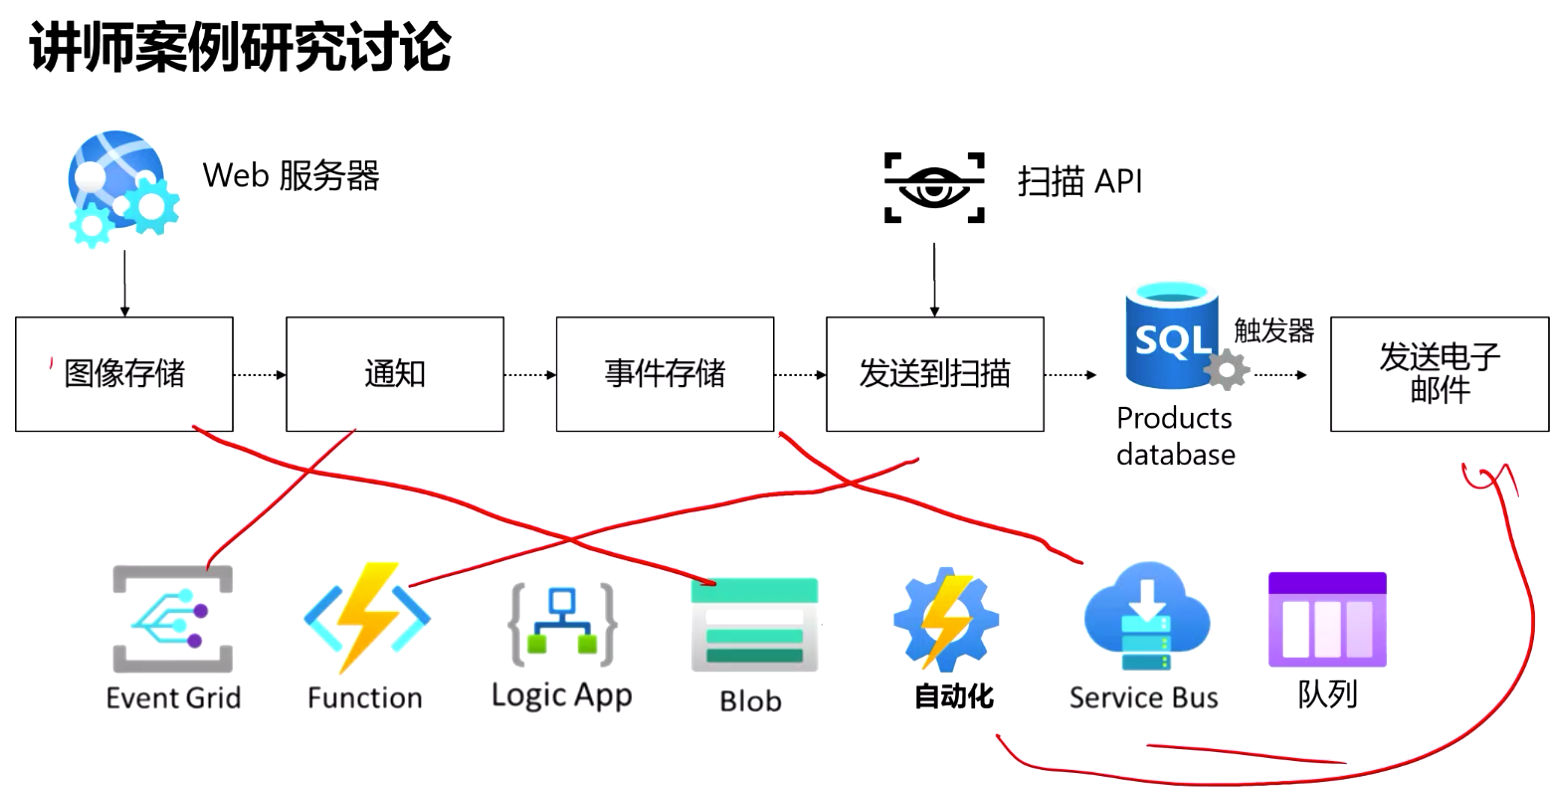 讲师案例研究讨论
Web 服务器
扫描 API
图像存储
通知
事件存储
发送到扫描
SQL
触发器
Products
database
发送电子
邮件
Event Grid
Function
Logic App
Blob
自动化
Service Bus
队列